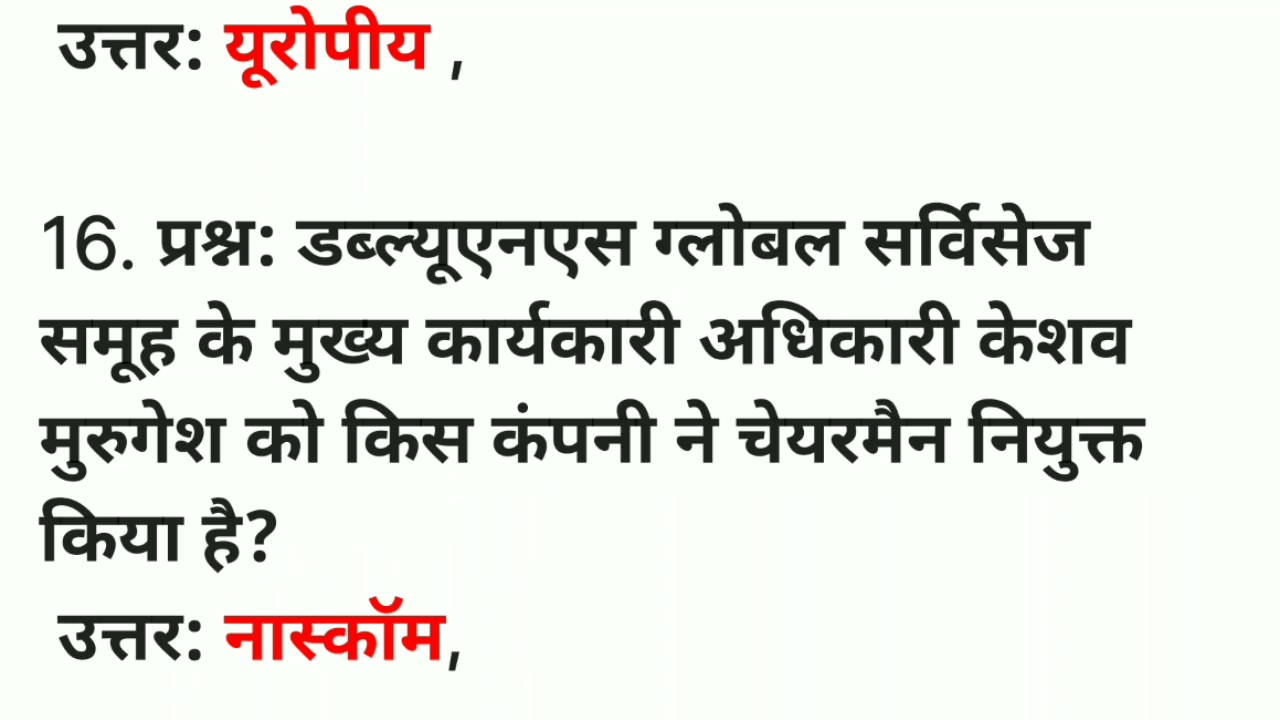 उत्तर: यूरोपीय ,
16. प्रश्न: डब्ल्यूएनएस ग्लोबल सर्विसेज
समूह के मुख्य कार्यकारी अधिकारी केशव
मुरुगेश को किस कंपनी ने चेयरमैन नियुक्त
किया है?
उत्तर: नास्कॉम,